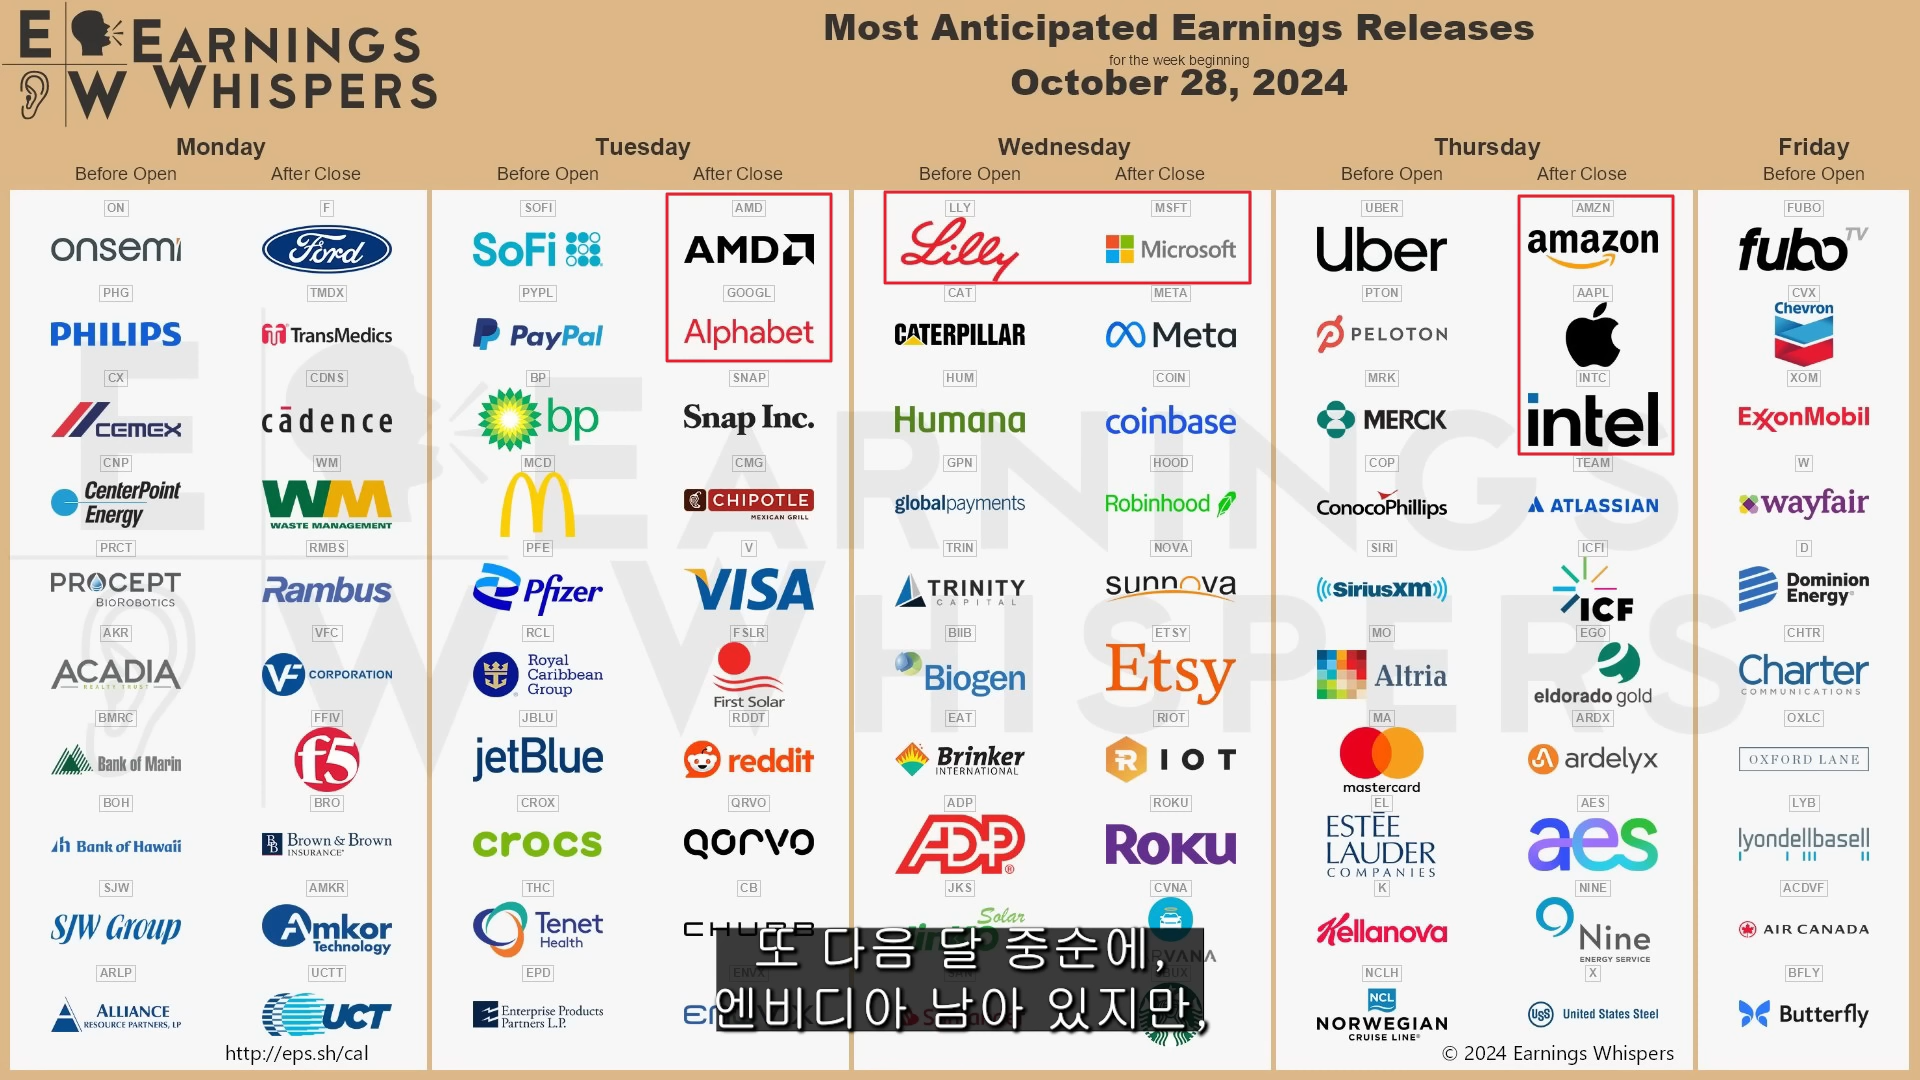 E EARNINGS
W WHISPERS
Most Anticipated Earnings Releases
for the week beginning
October 28, 2024
Monday
Before Open After Close
Tuesday
Before Open After Close
Wednesday
Before Open After Close
Thursday
Before Open After Close
Friday
Before Open
ON F SOFI AMD LLY MSFT UBER AMZN FUBO
onsemi Ford SoFi AMD Lilly Microsoft Uber amazon fubo TV
PHG TMDX PYPL GOOGL CAT META PTON AAPL CVX
PHILIPS TransMedics PayPal Alphabet CATERPILLAR Meta PELOTON Chevron
CX CDNS BP SNAP HUM COIN MRK INTC XOM
CEMEX cādence bp Snap Inc. Humana coinbase MERCK intel ExxonMobil
CNP WM MCD CMG GPN HOOD COP TEAM W
CenterPoint Energy WM WASTE MANAGEMENT CHIPOTLE MEXICAN GRILL globalpayments Robinhood ConocoPhillips ATLASSIAN wayfair
PRCT RMBS PFE V TRIN NOVA SIRI ICFI D
PROCEPT BIOROBOTICS Rambus Pfizer VISA TRINITY CAPITAL sunnova SiriusXM ICF Dominion Energy
AKR VFC RCL FSLR BIIB ETSY MO EGO CHTR
ACADIA REALTY TRUST VF CORPORATION Royal Caribbean Group First Solar Biogen Etsy Altria eldorado gold Charter COMMUNICATIONS
BMRC FFIV JBLU RDDT EAT RIOT MA ARDX OXLC
Bank of Marin f5 jetBlue reddit Brinker INTERNATIONAL RIOT mastercard ardelyx OXFORD LANE
BOH BRO CROX QRVO ADP ROKU EL AES LYB
Bank of Hawaii BB Brown & Brown INSURANCE crocs QORVO ADP ROKU ESTĒE LAUDER COMPANIES aes lyondellbasell
SJW AMKR THC CB JKS CVNA K NINE ACDVF
SJW Group Amkor Technology Tenet Health CHUBB Solar Kellanova Nine ENERGY SERVICE AIR CANADA
ARLP UCTT EPD ENVX NCLH X BFLY
ALLIANCE RESOURCE PARTNERS, LP UCT Enterprise Products Partners L.P. NCL NORWEGIAN CRUISE LINE USS United States Steel Butterfly
또 다음 달 중순에,
엔비디아 남아 있지만,
http://eps.sh/cal
© 2024 Earnings Whispers